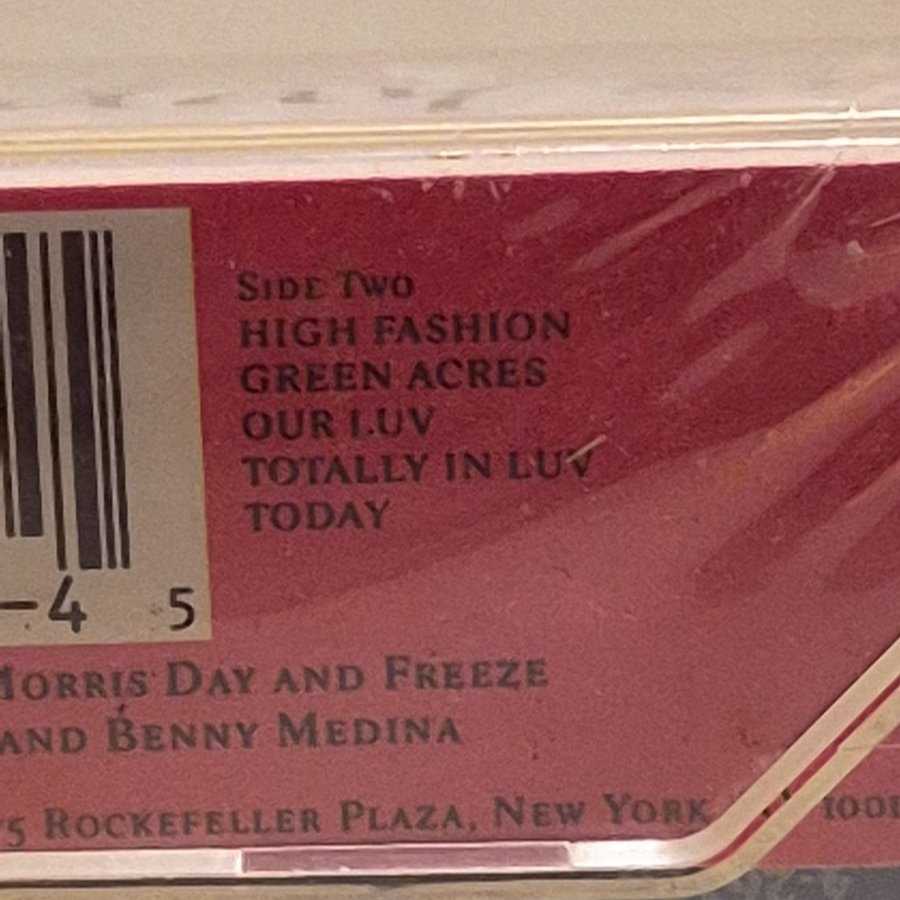 SIDE TWO
HIGH FASHION
GREEN ACRES
OUR LUV
TOTALLY IN LUV
TODAY
-4 5
MORRIS DAY AND FREEZE
AND BENNY MEDINA
75 ROCKEFELLER PLAZA, NEW YORK